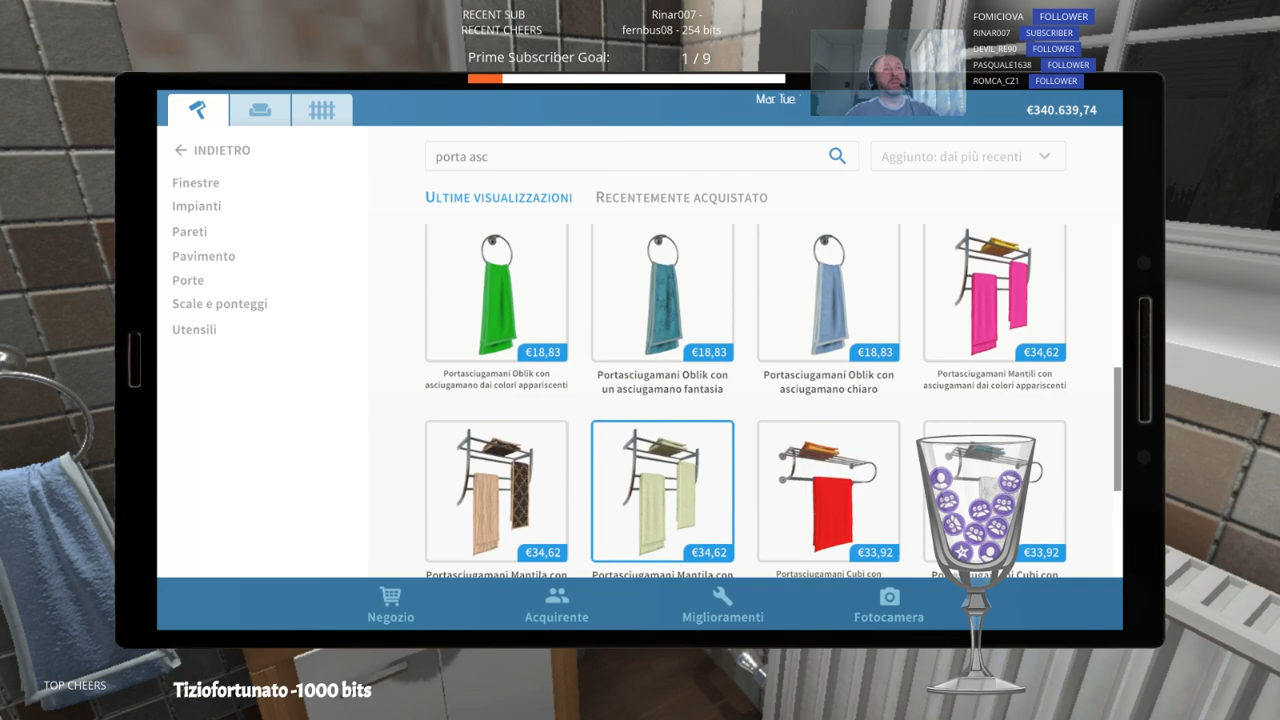 RECENT SUB
Rinar007 -
RECENT CHEERS
fernbus08 - 254 bits
Prime Subscriber Goal:
1 / 9
FOMICIOVA FOLLOWER
RINAR007 SUBSCRIBER
DEVIL_RE90 FOLLOWER
PASQUALE1638 FOLLOWER
ROMCA_CZ1 FOLLOWER
Mar Tue
€340.639,74
INDIETRO
Finestre
Impianti
Pareti
Pavimento
Porte
Scale e ponteggi
Utensili
porta asc
Aggiunto: dai più recenti
ULTIME VISUALIZZAZIONI
RECENTEMENTE ACQUISTATO
€18,83
€18,83
€18,83
€34,62
Portasciugamani Oblik con
asciugamano dai colori appariscenti
Portasciugamani Oblik con
un asciugamano fantasia
Portasciugamani Oblik con
asciugamano chiaro
Portasciugamani Mantili con
asciugamani dai colori appariscenti
€34,62
€34,62
€33,92
€33,92
Portasciugamani Mantila con
Portasciugamani Mantila con
Portasciugamani Cubi con
Cubi con
Negozio
Acquirente
Miglioramenti
Fotocamera
TOP CHEERS
Tiziofortunato -1000 bits